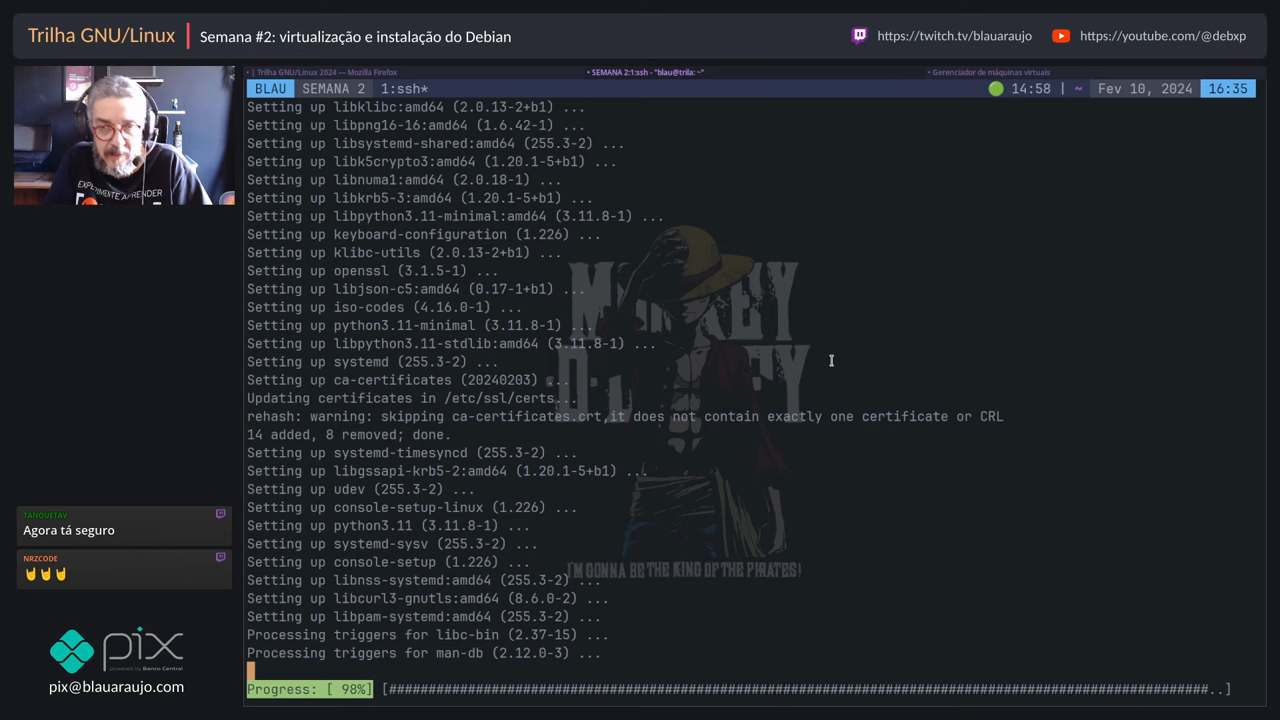 Trilha GNU/Linux
Semana #2: virtualização e instalação do Debian
https://twitch.tv/blauaraujo
https://youtube.com/@debxp
• | Trilha GNU/Linux 2024 — Mozilla Firefox
• SEMANA 2:1:ssh - "blau@trila: ~"
• Gerenciador de máquinas virtuais
BLAU SEMANA 2 1:ssh*
14:58 | ~ Fev 10, 2024 16:35
Setting up libklibc:amd64 (2.0.13-2+b1) ...
Setting up libpng16-16:amd64 (1.6.42-1) ...
Setting up libsystemd-shared:amd64 (255.3-2) ...
Setting up libk5crypto3:amd64 (1.20.1-5+b1) ...
Setting up libnuma1:amd64 (2.0.18-1) ...
Setting up libkrb5-3:amd64 (1.20.1-5+b1) ...
Setting up libpython3.11-minimal:amd64 (3.11.8-1) ...
Setting up keyboard-configuration (1.226) ...
Setting up klibc-utils (2.0.13-2+b1) ...
Setting up openssl (3.1.5-1) ...
Setting up libjson-c5:amd64 (0.17-1+b1) ...
Setting up iso-codes (4.16.0-1) ...
Setting up python3.11-minimal (3.11.8-1) ...
Setting up libpython3.11-stdlib:amd64 (3.11.8-1) ...
Setting up systemd (255.3-2) ...
Setting up ca-certificates (20240203) ...
Updating certificates in /etc/ssl/certs...
rehash: warning: skipping ca-certificates.crt,it does not contain exactly one certificate or CRL
14 added, 8 removed; done.
Setting up systemd-timesyncd (255.3-2) ...
Setting up libgssapi-krb5-2:amd64 (1.20.1-5+b1) ...
Setting up udev (255.3-2) ...
Setting up console-setup-linux (1.226) ...
Setting up python3.11 (3.11.8-1) ...
Setting up systemd-sysv (255.3-2) ...
Setting up console-setup (1.226) ...
Setting up libnss-systemd:amd64 (255.3-2) ...
Setting up libcurl3-gnutls:amd64 (8.6.0-2) ...
Setting up libpam-systemd:amd64 (255.3-2) ...
Processing triggers for libc-bin (2.37-15) ...
Processing triggers for man-db (2.12.0-3) ...
Progress: [ 98%] [##########################################################################################################..]
I'M GONNA BE THE KING OF THE PIRATES!
EXPERIMENTE APRENDER
TANQUETAV
Agora tá seguro
NRZCODE
🤘🤘🤘
pix
powered by Banco Central
pix@blauaraujo.com